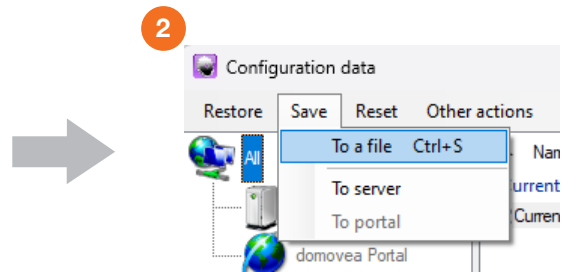 2
Configuration data
Restore Save Reset Other actions
All
To a file Ctrl+S
To server
To portal
domovea Portal